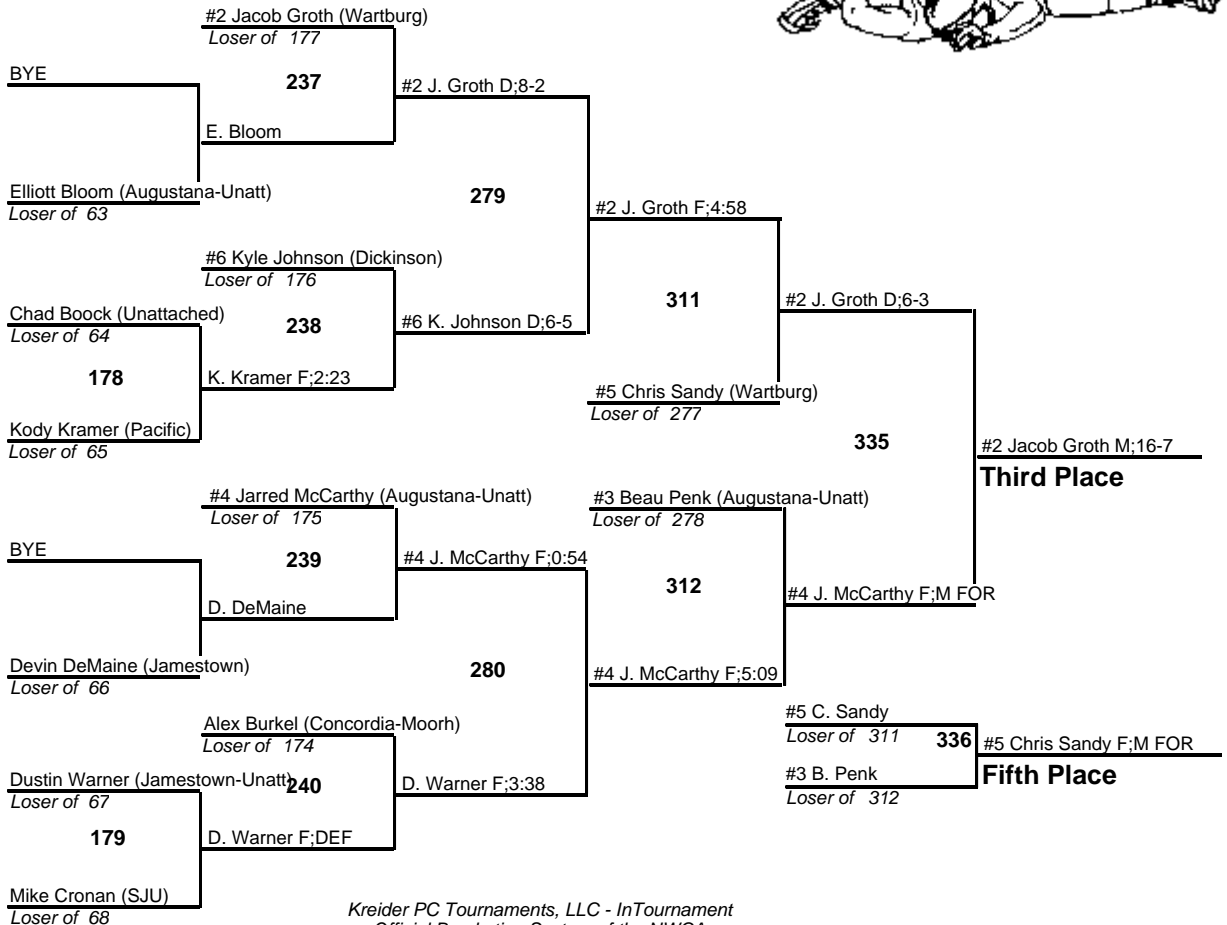 #2 Jacob Groth (Wartburg)
Loser of 177
BYE
237
#2 J. Groth D;8-2
E. Bloom
Elliott Bloom (Augustana-Unatt)
Loser of 63
279
#2 J. Groth F;4:58
#6 Kyle Johnson (Dickinson)
Loser of 176
Chad Boock (Unattached)
Loser of 64
238
#6 K. Johnson D;6-5
311
#2 J. Groth D;6-3
178
K. Kramer F;2:23
#5 Chris Sandy (Wartburg)
Loser of 277
Kody Kramer (Pacific)
Loser of 65
335
#2 Jacob Groth M;16-7
Third Place
#4 Jarred McCarthy (Augustana-Unatt)
Loser of 175
#3 Beau Penk (Augustana-Unatt)
Loser of 278
BYE
239
#4 J. McCarthy F;0:54
312
#4 J. McCarthy F;M FOR
D. DeMaine
Devin DeMaine (Jamestown)
Loser of 66
280
#4 J. McCarthy F;5:09
Alex Burkel (Concordia-Moorh)
Loser of 174
#5 C. Sandy
Loser of 311
336
#5 Chris Sandy F;M FOR
Fifth Place
#3 B. Penk
Loser of 312
Dustin Warner (Jamestown-Unatt)
Loser of 67
240
D. Warner F;3:38
179
D. Warner F;DEF
Mike Cronan (SJU)
Loser of 68
Kreider PC Tournaments, LLC - InTournament